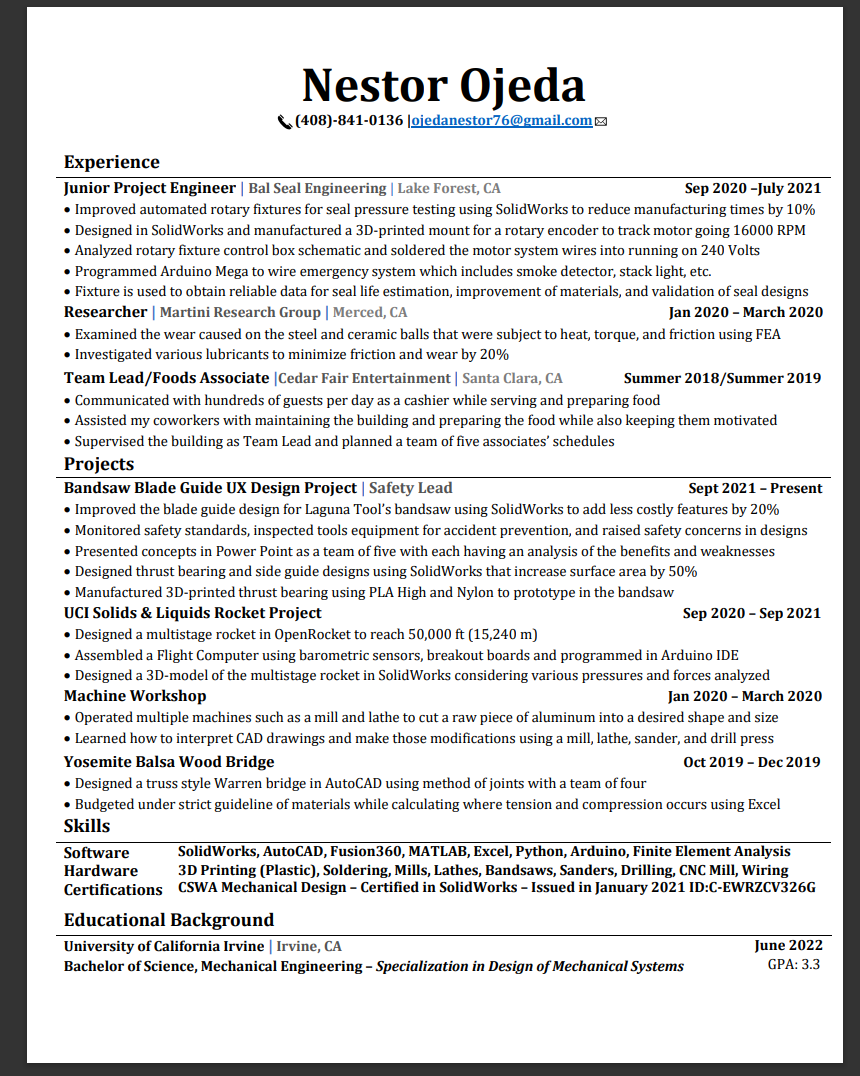 Nestor Ojeda
(408)-841-0136 |ojedanestor76@gmail.com
Experience
Junior Project Engineer | Bal Seal Engineering | Lake Forest, CA Sep 2020 –July 2021
• Improved automated rotary fixtures for seal pressure testing using SolidWorks to reduce manufacturing times by 10%
• Designed in SolidWorks and manufactured a 3D-printed mount for a rotary encoder to track motor going 16000 RPM
• Analyzed rotary fixture control box schematic and soldered the motor system wires into running on 240 Volts
• Programmed Arduino Mega to wire emergency system which includes smoke detector, stack light, etc.
• Fixture is used to obtain reliable data for seal life estimation, improvement of materials, and validation of seal designs
Researcher | Martini Research Group | Merced, CA Jan 2020 – March 2020
• Examined the wear caused on the steel and ceramic balls that were subject to heat, torque, and friction using FEA
• Investigated various lubricants to minimize friction and wear by 20%
Team Lead/Foods Associate |Cedar Fair Entertainment | Santa Clara, CA Summer 2018/Summer 2019
• Communicated with hundreds of guests per day as a cashier while serving and preparing food
• Assisted my coworkers with maintaining the building and preparing the food while also keeping them motivated
• Supervised the building as Team Lead and planned a team of five associates’ schedules
Projects
Bandsaw Blade Guide UX Design Project | Safety Lead Sept 2021 – Present
• Improved the blade guide design for Laguna Tool’s bandsaw using SolidWorks to add less costly features by 20%
• Monitored safety standards, inspected tools equipment for accident prevention, and raised safety concerns in designs
• Presented concepts in Power Point as a team of five with each having an analysis of the benefits and weaknesses
• Designed thrust bearing and side guide designs using SolidWorks that increase surface area by 50%
• Manufactured 3D-printed thrust bearing using PLA High and Nylon to prototype in the bandsaw
UCI Solids & Liquids Rocket Project Sep 2020 – Sep 2021
• Designed a multistage rocket in OpenRocket to reach 50,000 ft (15,240 m)
• Assembled a Flight Computer using barometric sensors, breakout boards and programmed in Arduino IDE
• Designed a 3D-model of the multistage rocket in SolidWorks considering various pressures and forces analyzed
Machine Workshop Jan 2020 – March 2020
• Operated multiple machines such as a mill and lathe to cut a raw piece of aluminum into a desired shape and size
• Learned how to interpret CAD drawings and make those modifications using a mill, lathe, sander, and drill press
Yosemite Balsa Wood Bridge Oct 2019 – Dec 2019
• Designed a truss style Warren bridge in AutoCAD using method of joints with a team of four
• Budgeted under strict guideline of materials while calculating where tension and compression occurs using Excel
Skills
Software SolidWorks, AutoCAD, Fusion360, MATLAB, Excel, Python, Arduino, Finite Element Analysis
Hardware 3D Printing (Plastic), Soldering, Mills, Lathes, Bandsaws, Sanders, Drilling, CNC Mill, Wiring
Certifications CSWA Mechanical Design – Certified in SolidWorks – Issued in January 2021 ID:C-EWRZCV326G
Educational Background
University of California Irvine | Irvine, CA June 2022
Bachelor of Science, Mechanical Engineering – Specialization in Design of Mechanical Systems GPA: 3.3